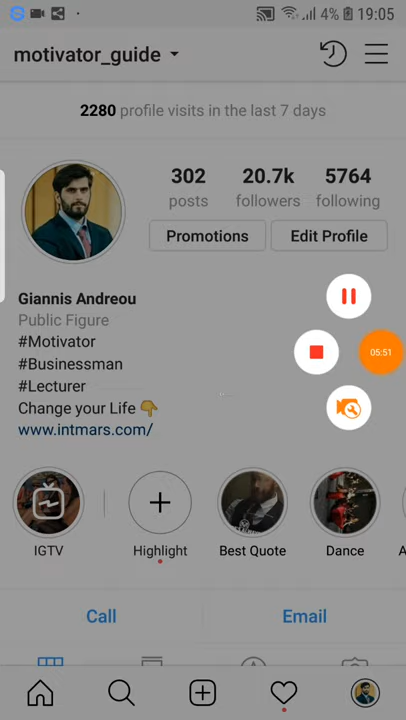 4% 19:05
motivator_guide
2280 profile visits in the last 7 days
302 20.7k 5764
posts followers following
Promotions Edit Profile
Giannis Andreou
Public Figure
#Motivator
#Businessman
#Lecturer
Change your Life 👇
www.intmars.com/
05:51
IGTV Highlight Best Quote Dance A
Call Email